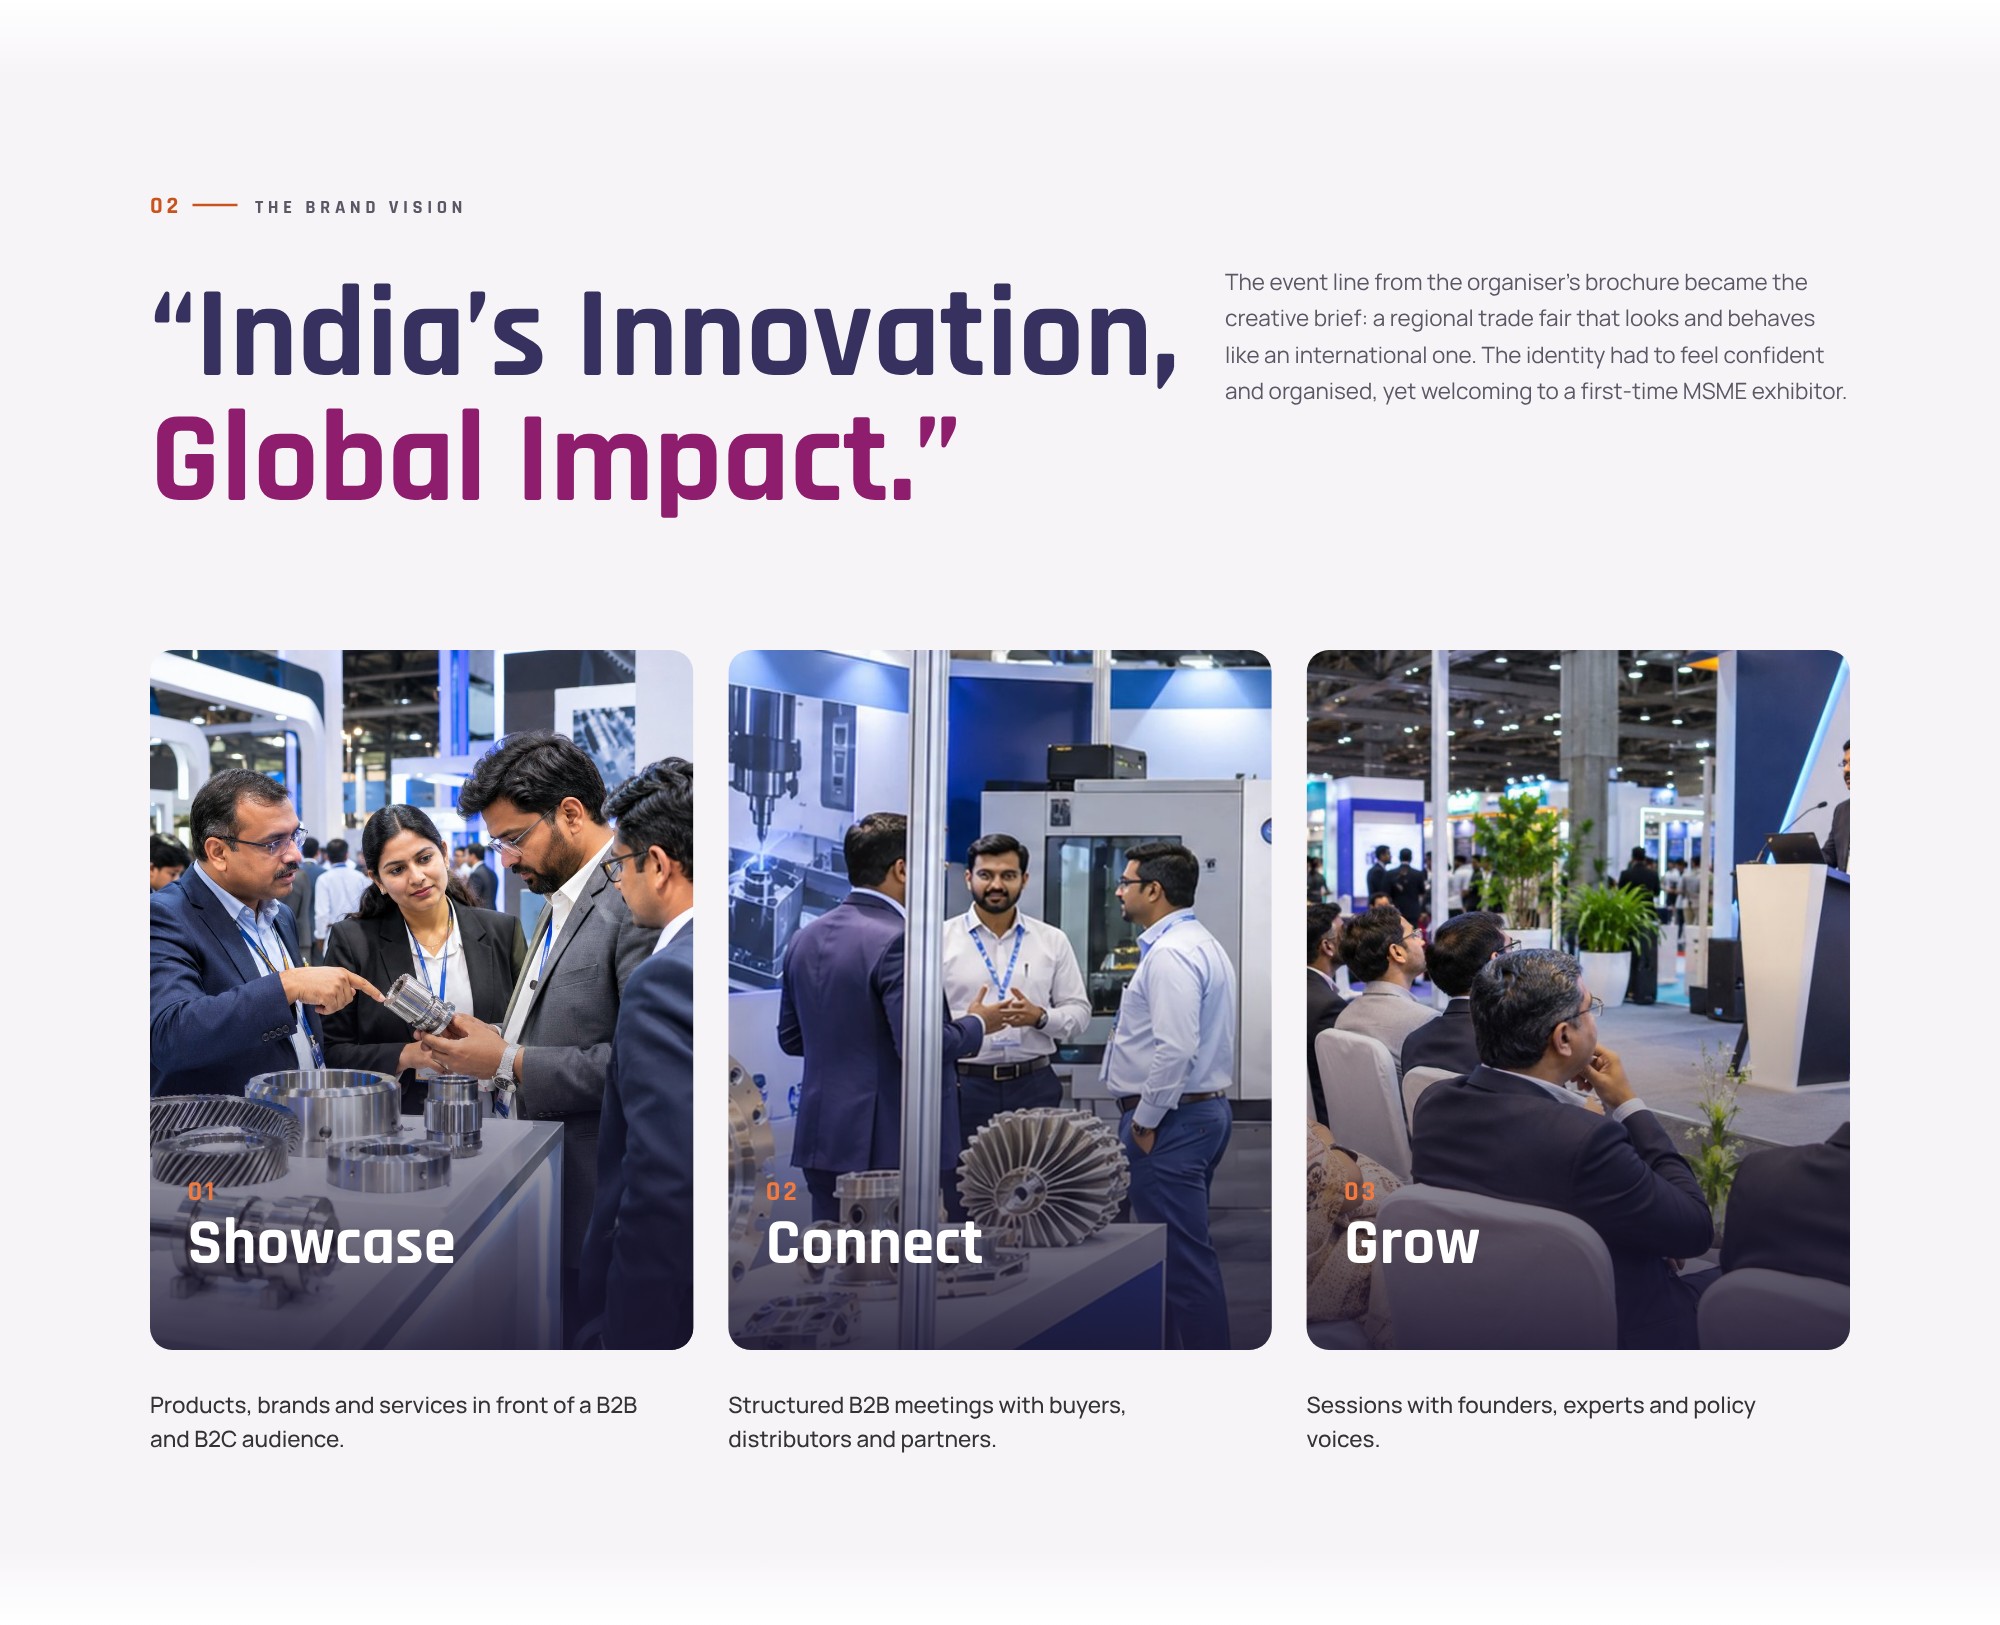 02 THE BRAND VISION
“India’s Innovation,
Global Impact.”
The event line from the organiser’s brochure became the
creative brief: a regional trade fair that looks and behaves
like an international one. The identity had to feel confident
and organised, yet welcoming to a first-time MSME exhibitor.
01
Showcase
Products, brands and services in front of a B2B
and B2C audience.
02
Connect
Structured B2B meetings with buyers,
distributors and partners.
03
Grow
Sessions with founders, experts and policy
voices.